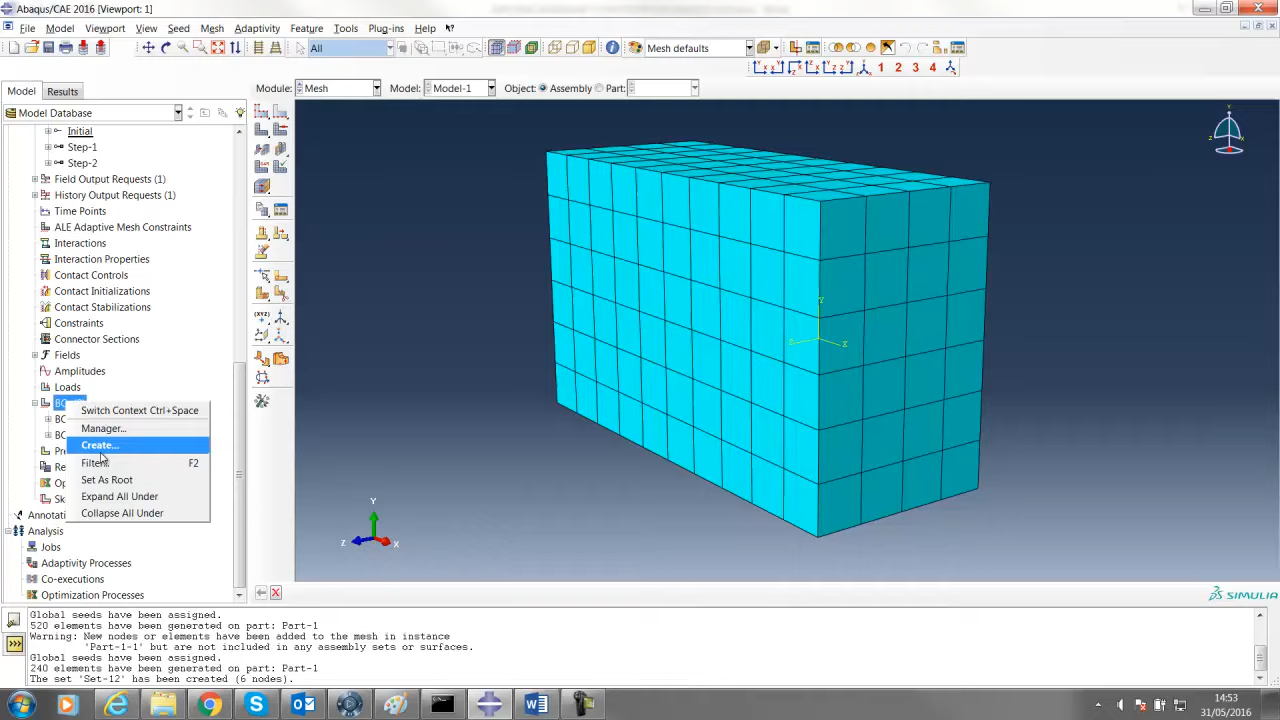 Abaqus/CAE 2016 [Viewport: 1]
File Model Viewport View Seed Mesh Adaptivity Feature Tools Plug-ins Help
All
Mesh defaults
1 2 3 4
Model Results
Module: Mesh Model: Model-1 Object: Assembly Part:
Model Database
Initial
Step-1
Step-2
Field Output Requests (1)
History Output Requests (1)
Time Points
ALE Adaptive Mesh Constraints
Interactions
Interaction Properties
Contact Controls
Contact Initializations
Contact Stabilizations
Constraints
Connector Sections
Fields
Amplitudes
Loads
BC
BC
BC
Pr
Re
Op
Sk
Annotati
Analysis
Jobs
Adaptivity Processes
Co-executions
Optimization Processes
Switch Context Ctrl+Space
Manager...
Create...
Filter... F2
Set As Root
Expand All Under
Collapse All Under
Y
Z
X
Y
Z
X
SIMULIA
Global seeds have been assigned.
520 elements have been generated on part: Part-1
Warning: New nodes or elements have been added to the mesh in instance
'Part-1-1' but are not included in any assembly sets or surfaces.
Global seeds have been assigned.
240 elements have been generated on part: Part-1
The set 'Set-12' has been created (6 nodes).
14:53
31/05/2016